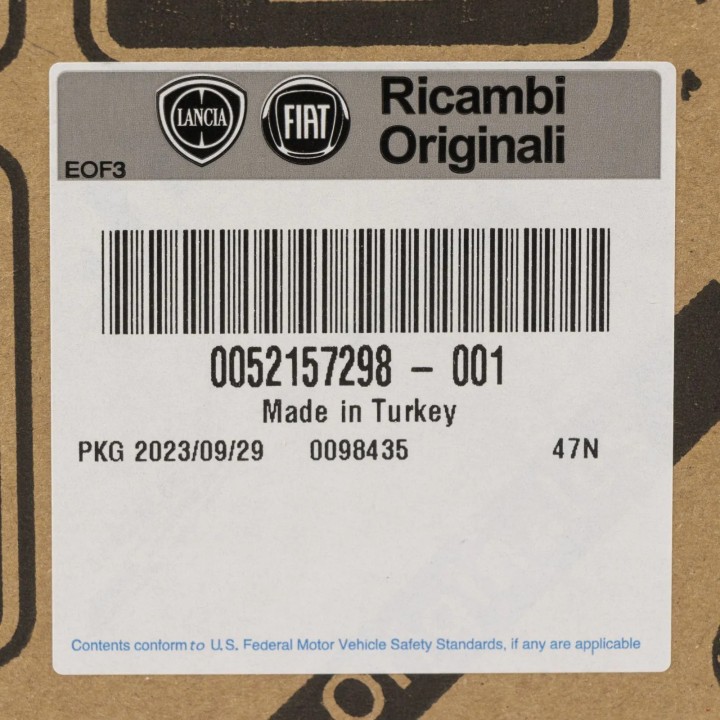 LANCIA
FIAT
Ricambi
Originali
EOF3
0052157298 - 001
Made in Turkey
PKG 2023/09/29 0098435 47N
Contents conform to U.S. Federal Motor Vehicle Safety Standards, if any are applicable